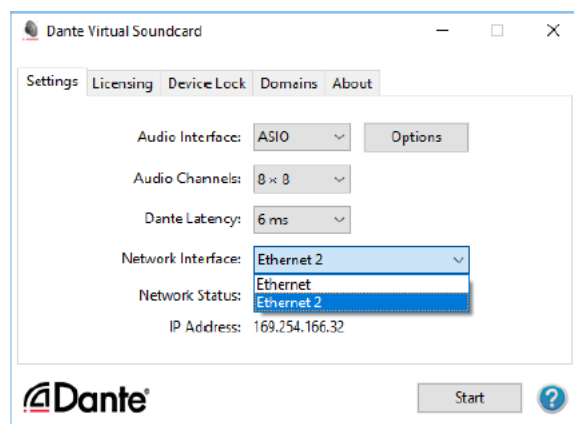 Dante Virtual Soundcard
Settings Licensing Device Lock Domains About
Audio Interface: ASIO Options
Audio Channels: 8 × 8
Dante Latency: 6 ms
Network Interface: Ethernet 2
Ethernet
Network Status: Ethernet 2
IP Address: 169.254.166.32
Dante® Start ?